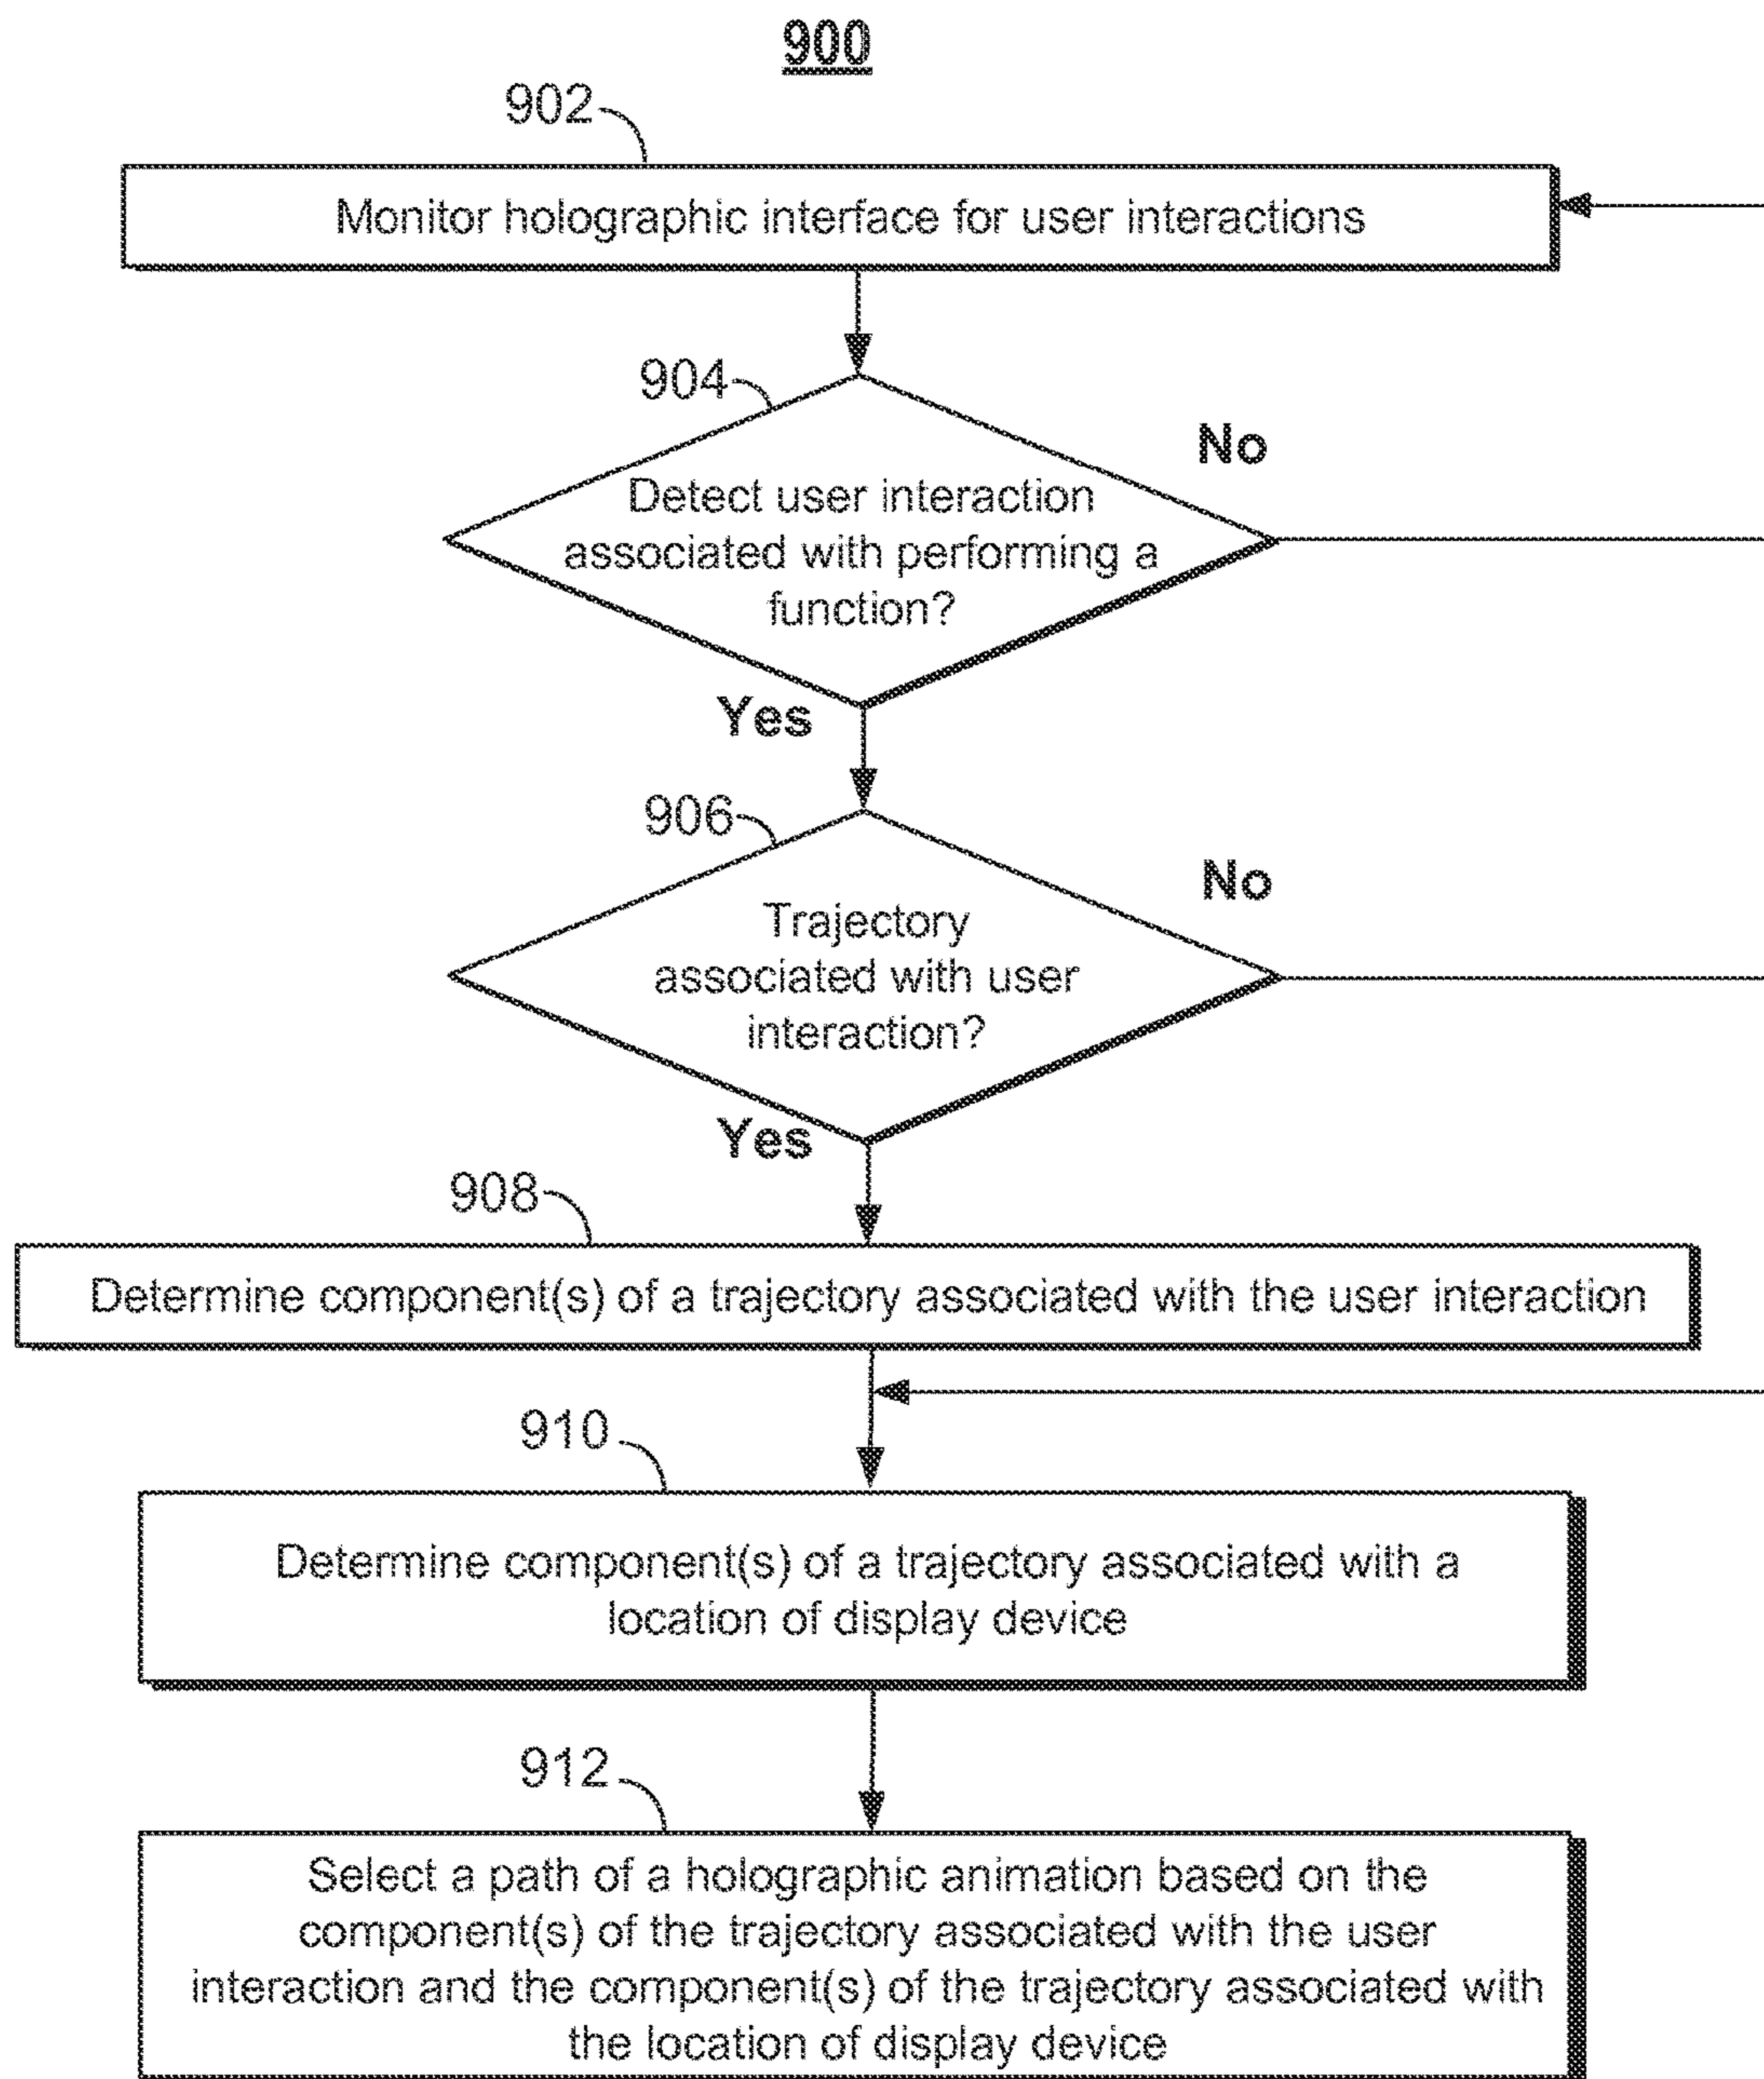 900
902
Monitor holographic interface for user interactions
904
No
Detect user interaction
associated with performing a
function?
Yes
906
No
Trajectory
associated with user
interaction?
Yes
908
Determine component(s) of a trajectory associated with the user interaction
910
Determine component(s) of a trajectory associated with a
location of display device
912
Select a path of a holographic animation based on the
component(s) of the trajectory associated with the user
interaction and the component(s) of the trajectory associated with
the location of display device